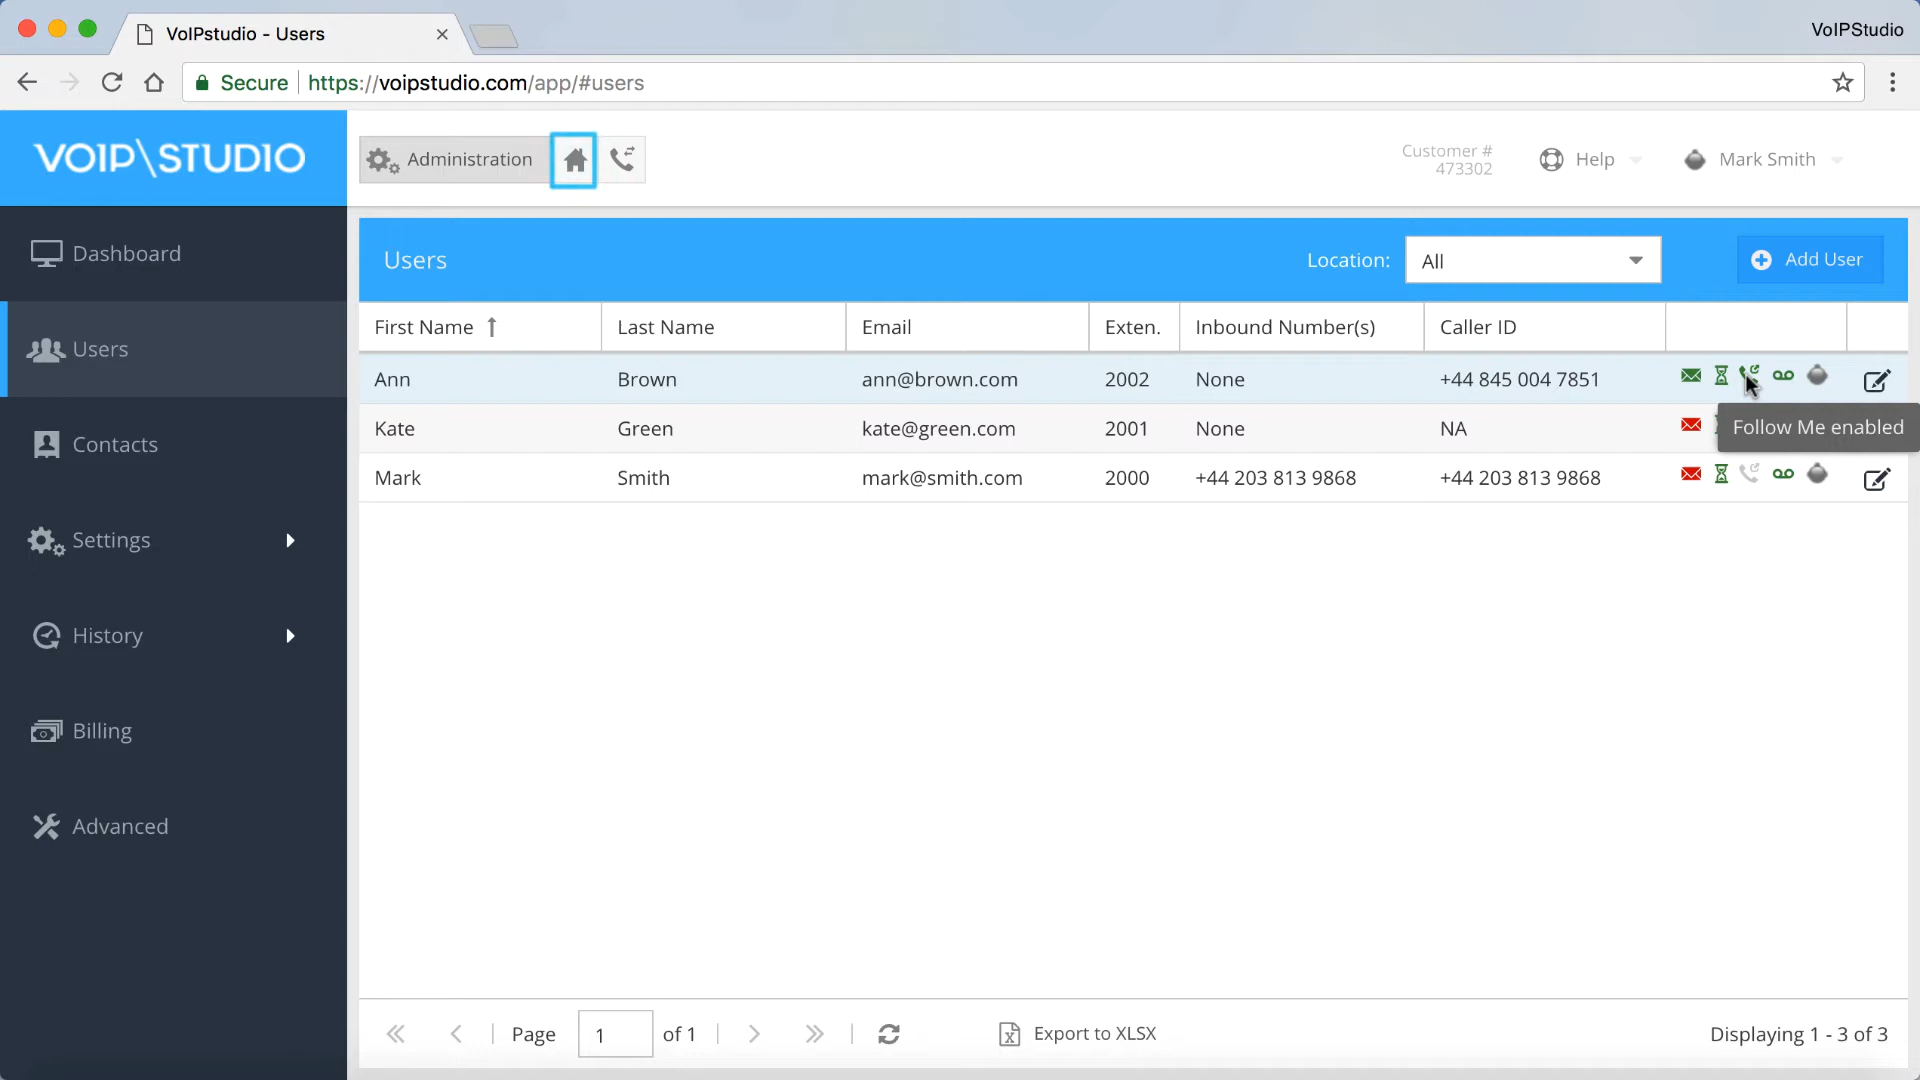 VoIPstudio - Users
VoIPStudio
Secure https://voipstudio.com/app/#users
VOIP\STUDIO
Administration
Customer #
473302
Help
Mark Smith
Dashboard
Users
Contacts
Settings
History
Billing
Advanced
Users
Location:
All
Add User
First Name Last Name Email Exten. Inbound Number(s) Caller ID
Ann Brown ann@brown.com 2002 None +44 845 004 7851
Kate Green kate@green.com 2001 None NA
Follow Me enabled
Mark Smith mark@smith.com 2000 +44 203 813 9868 +44 203 813 9868
Page 1 of 1
Export to XLSX
Displaying 1 - 3 of 3